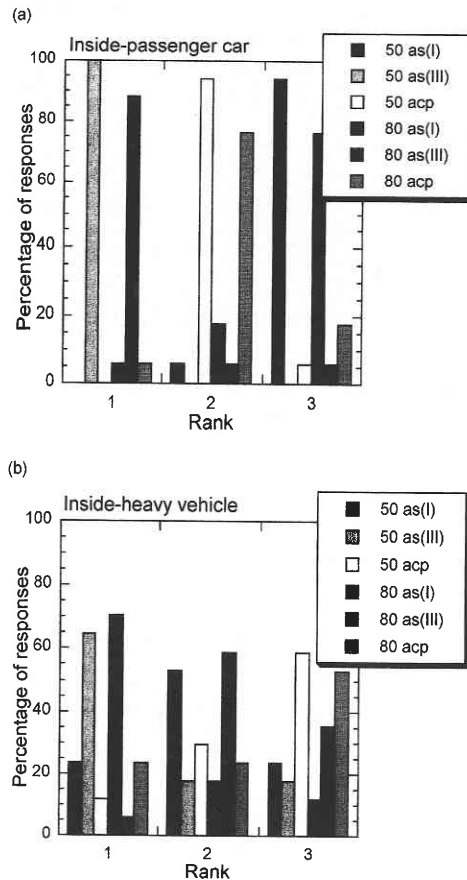 (a)
Inside-passenger car
50 as(I)
50 as(III)
50 acp
80 as(I)
80 as(III)
80 acp
Percentage of responses
100
80
60
40
20
0
1 2 3
Rank
(b)
Inside-heavy vehicle
50 as(I)
50 as(III)
50 acp
80 as(I)
80 as(III)
80 acp
Percentage of responses
100
80
60
40
20
0
1 2 3
Rank